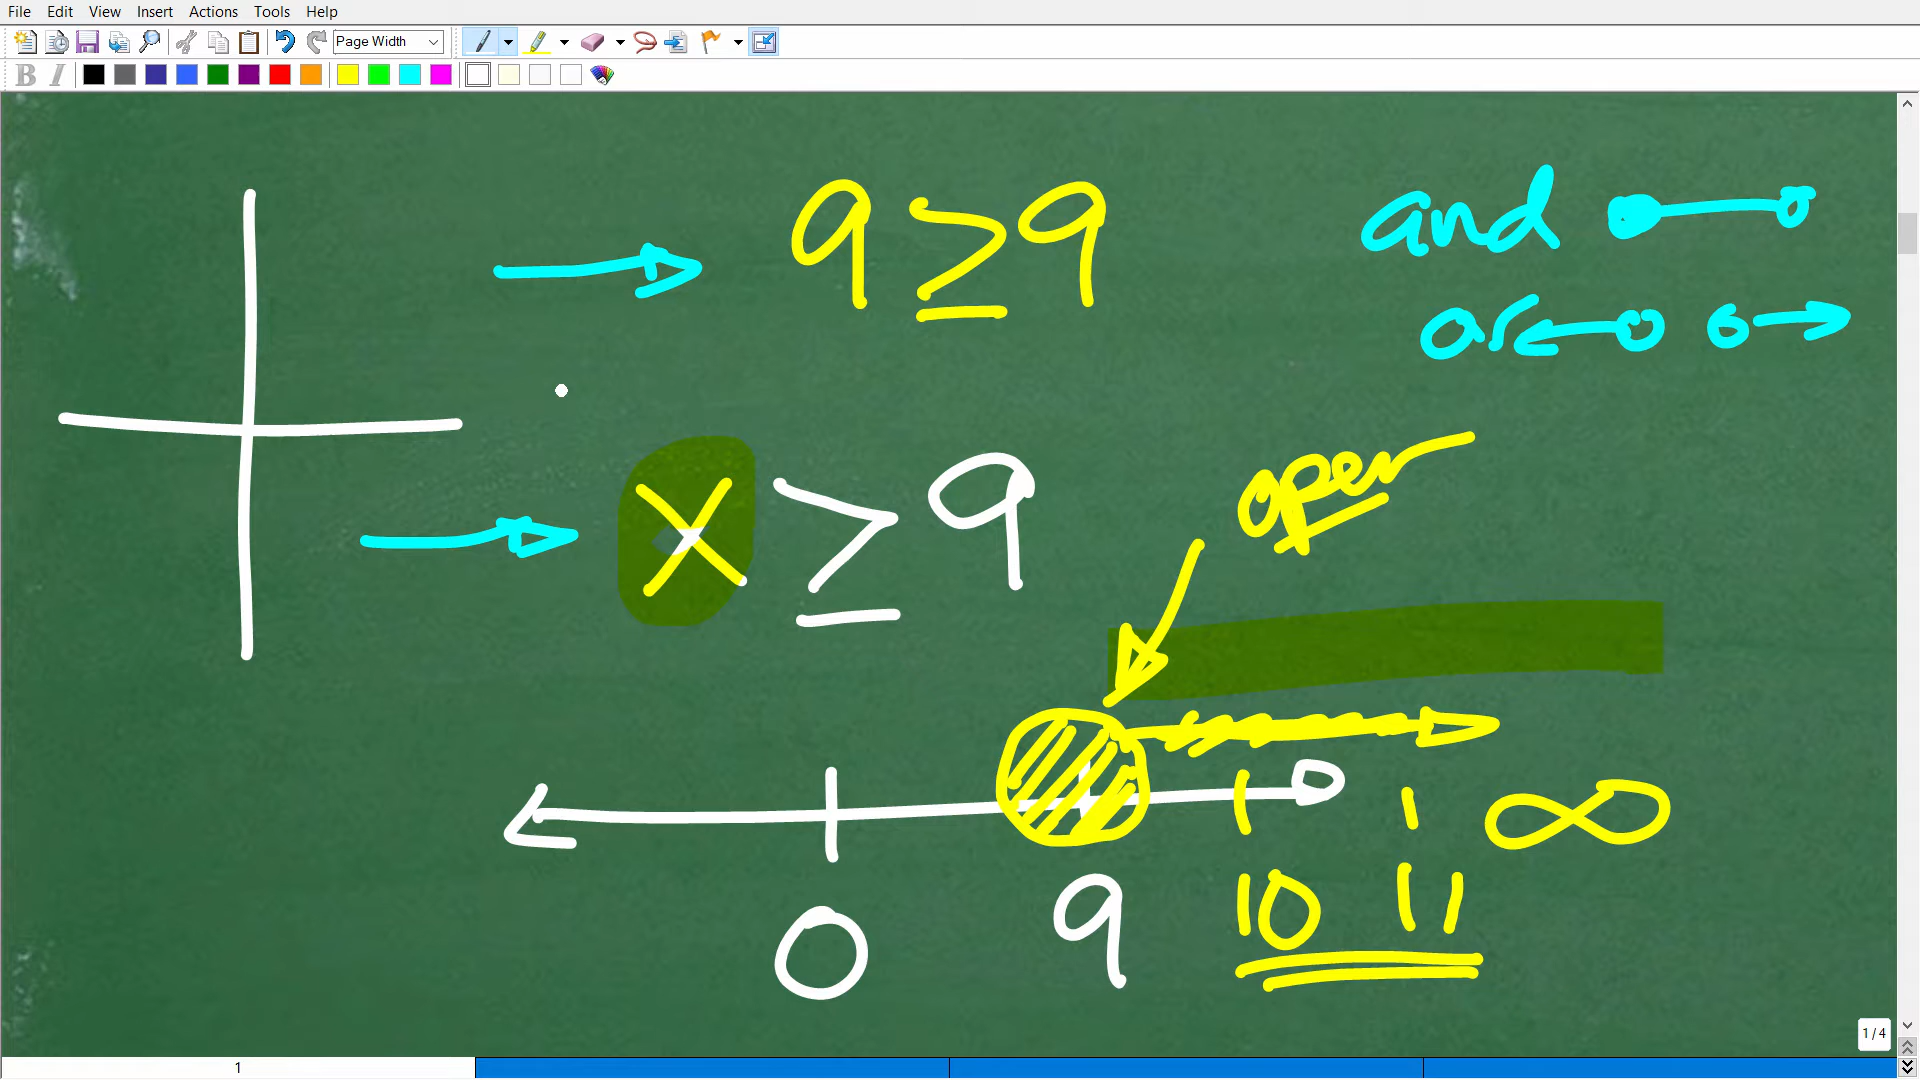 File Edit View Insert Actions Tools Help
Page Width
B I
9 ≥ 9
and
or
x ≥ 9
open
∞
0 9 10 11
1 / 4
1